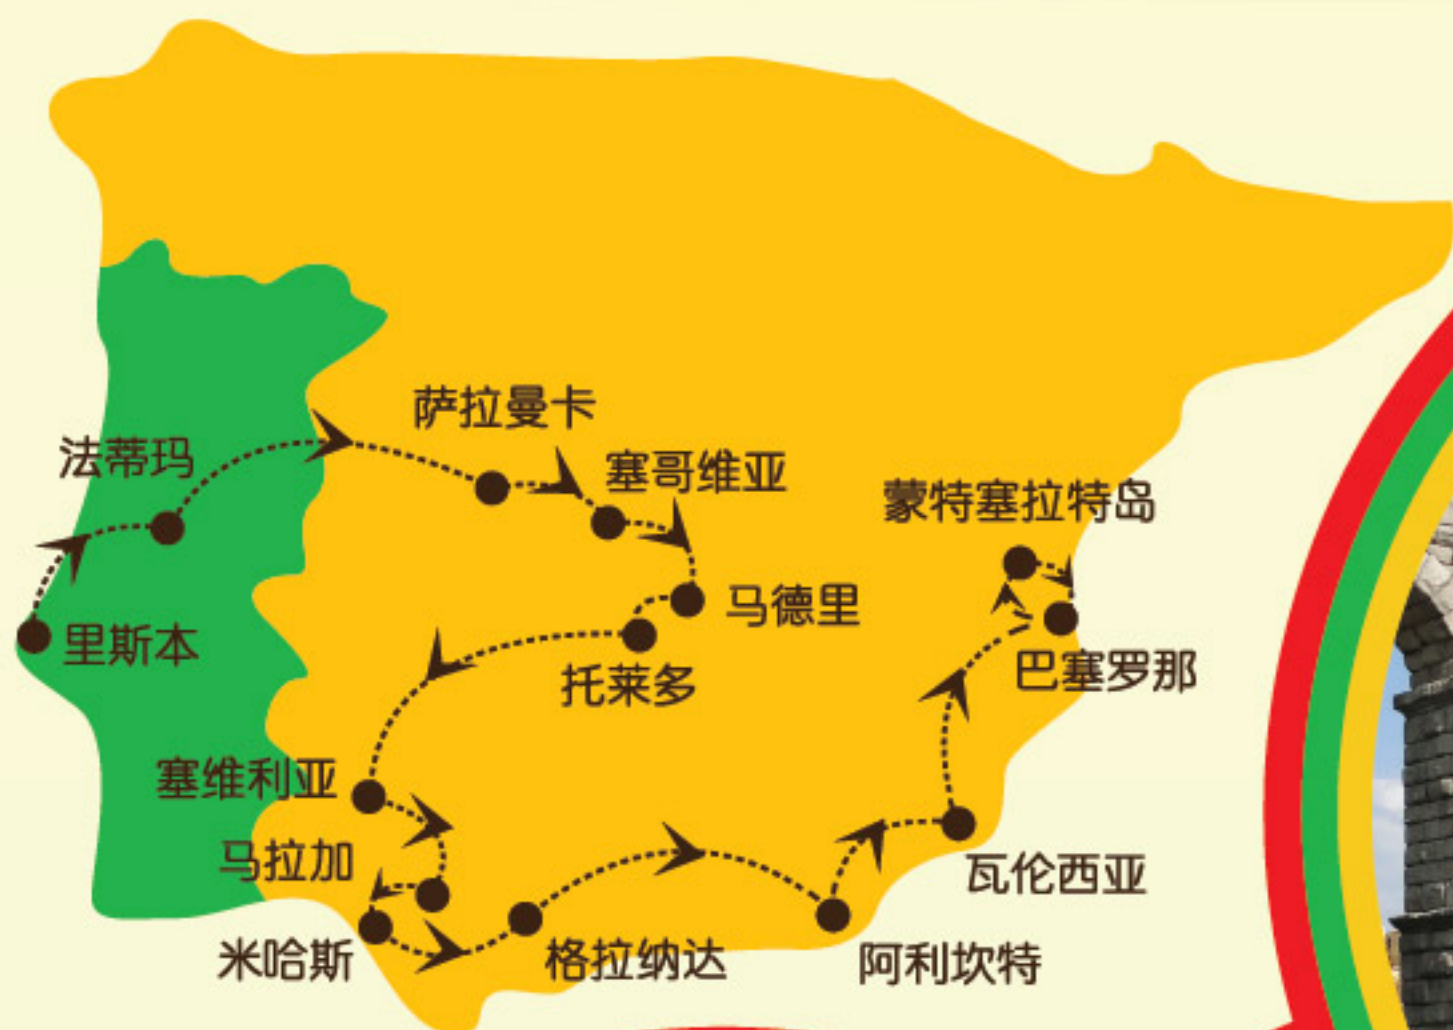 萨拉曼卡
法蒂玛
塞哥维亚
蒙特塞拉特岛
马德里
里斯本
巴塞罗那
托莱多
塞维利亚
马拉加
瓦伦西亚
米哈斯
格拉纳达
阿利坎特